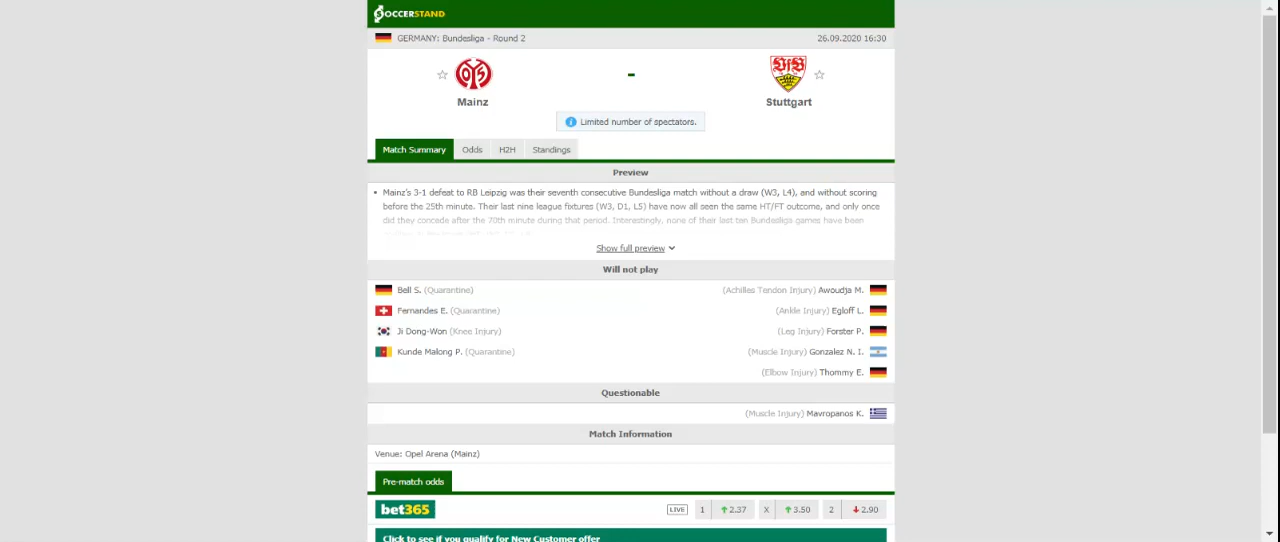 SOCCERSTAND
GERMANY: Bundesliga - Round 2 26.09.2020 16:30
-
Mainz Stuttgart
Limited number of spectators.
Match Summary Odds H2H Standings
Preview
Mainz's 3-1 defeat to RB Leipzig was their seventh consecutive Bundesliga match without a draw (W3, L4), and without scoring
before the 25th minute. Their last nine league fixtures (W3, D1, L5) have now all seen the same HT/FT outcome, and only once
did they concede after the 70th minute during that period. Interestingly, none of their last ten Bundesliga games have been
Show full preview
Will not play
Bell S. (Quarantine) (Achilles Tendon Injury) Awoudja M.
Fernandes E. (Quarantine) (Ankle Injury) Egloff L.
Ji Dong-Won (Knee Injury) (Leg Injury) Forster P.
Kunde Malong P. (Quarantine) (Muscle Injury) Gonzalez N. I.
(Elbow Injury) Thommy E.
Questionable
(Muscle Injury) Mavropanos K.
Match Information
Venue: Opel Arena (Mainz)
Pre-match odds
bet365 LIVE 1 2.37 X 3.50 2 2.90
Click to see if you qualify for New Customer offer